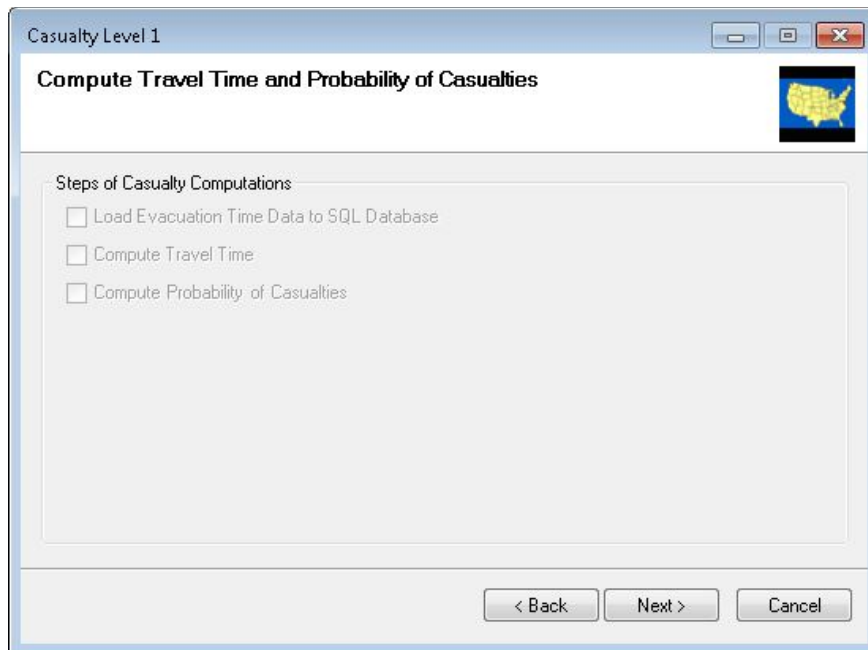 Casualty Level 1
Compute Travel Time and Probability of Casualties
Steps of Casualty Computations
Load Evacuation Time Data to SQL Database
Compute Travel Time
Compute Probability of Casualties
< Back Next > Cancel